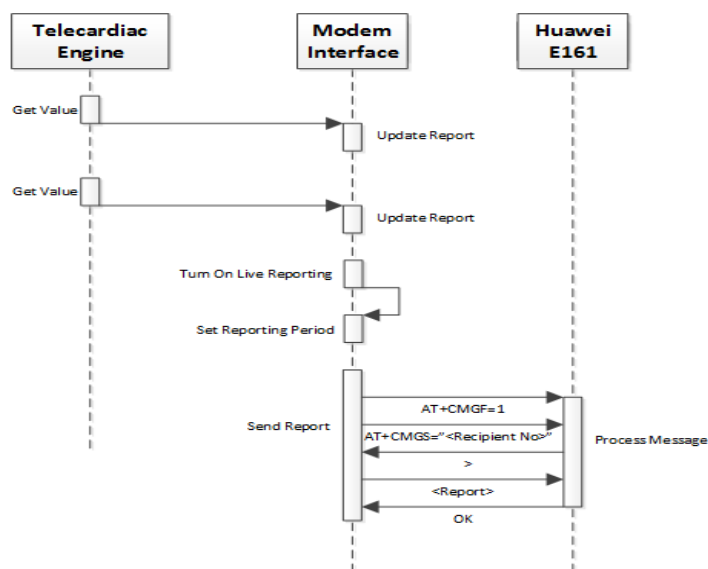 Telecardiac
Engine
Modem
Interface
Huawei
E161
Get Value
Update Report
Get Value
Update Report
Turn On Live Reporting
Set Reporting Period
Send Report
AT+CMGF=1
AT+CMGS=”<Recipient No>”
Process Message
>
<Report>
OK